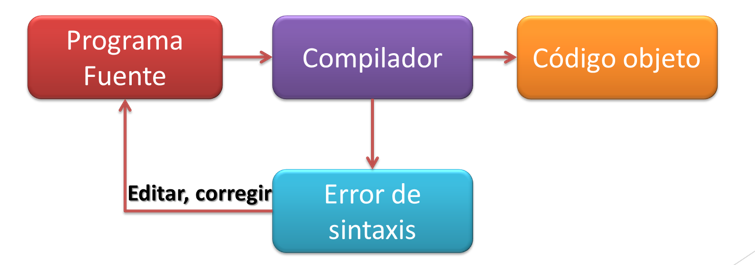 Programa
Fuente
Compilador
Código objeto
Editar, corregir
Error de
sintaxis